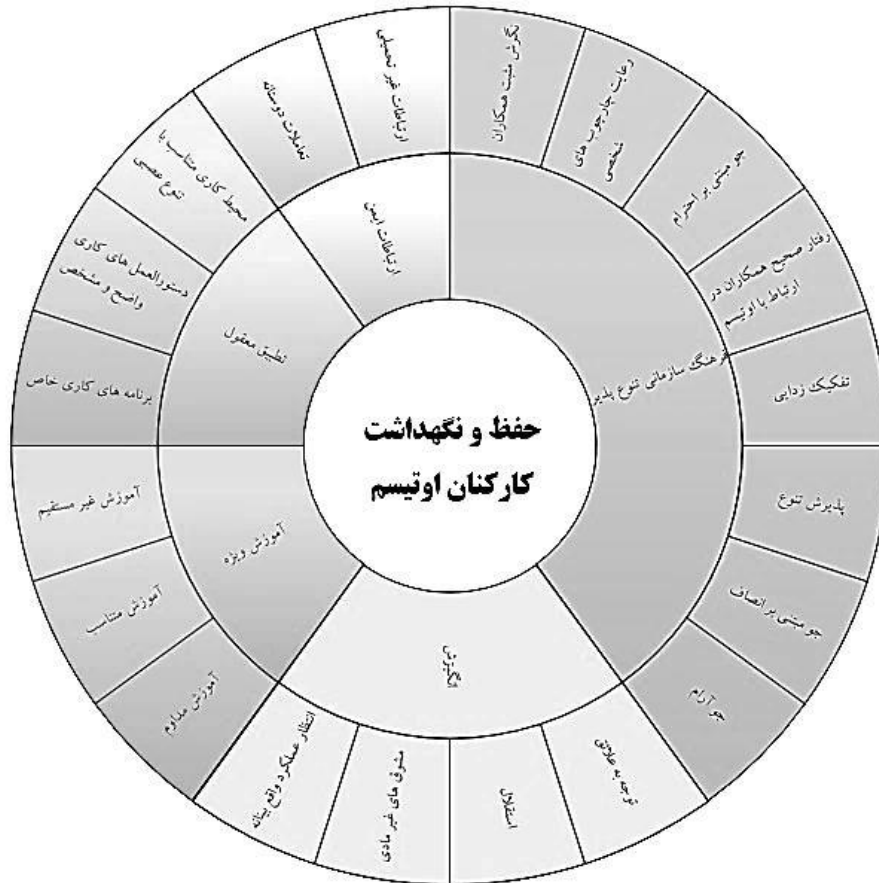 حفظ و نگهداشت
کارکنان اوتیسم
فرهنگ سازمانی تنوع پذیر
نگرش مثبت همکاران
رعایت چارچوب های
شخصی
جو مبتنی بر احترام
رفتار صحیح همکاران در
ارتباط با اوتیسم
تفکیک زدایی
پذیرش تنوع
جو مبتنی بر انصاف
جو آرام
انگیزش
توجه به علائق
استقلال
مشوق های غیر مادی
انتظار عملکرد واقع بینانه
آموزش ویژه
آموزش مداوم
آموزش متناسب
آموزش غیر مستقیم
تطبیق معقول
برنامه های کاری خاص
دستورالعمل های کاری
واضح و مشخص
محیط کاری متناسب با
تنوع عصبی
ارتباطات ایمن
تعاملات دوستانه
ارتباطات غیر تحمیلی